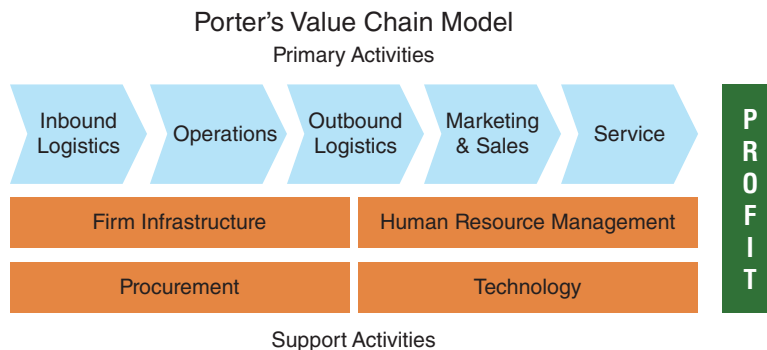 Porter’s Value Chain Model
Primary Activities
Inbound
Logistics
Operations
Outbound
Logistics
Marketing
& Sales
Service
Firm Infrastructure
Human Resource Management
Procurement
Technology
Support Activities
PROFIT